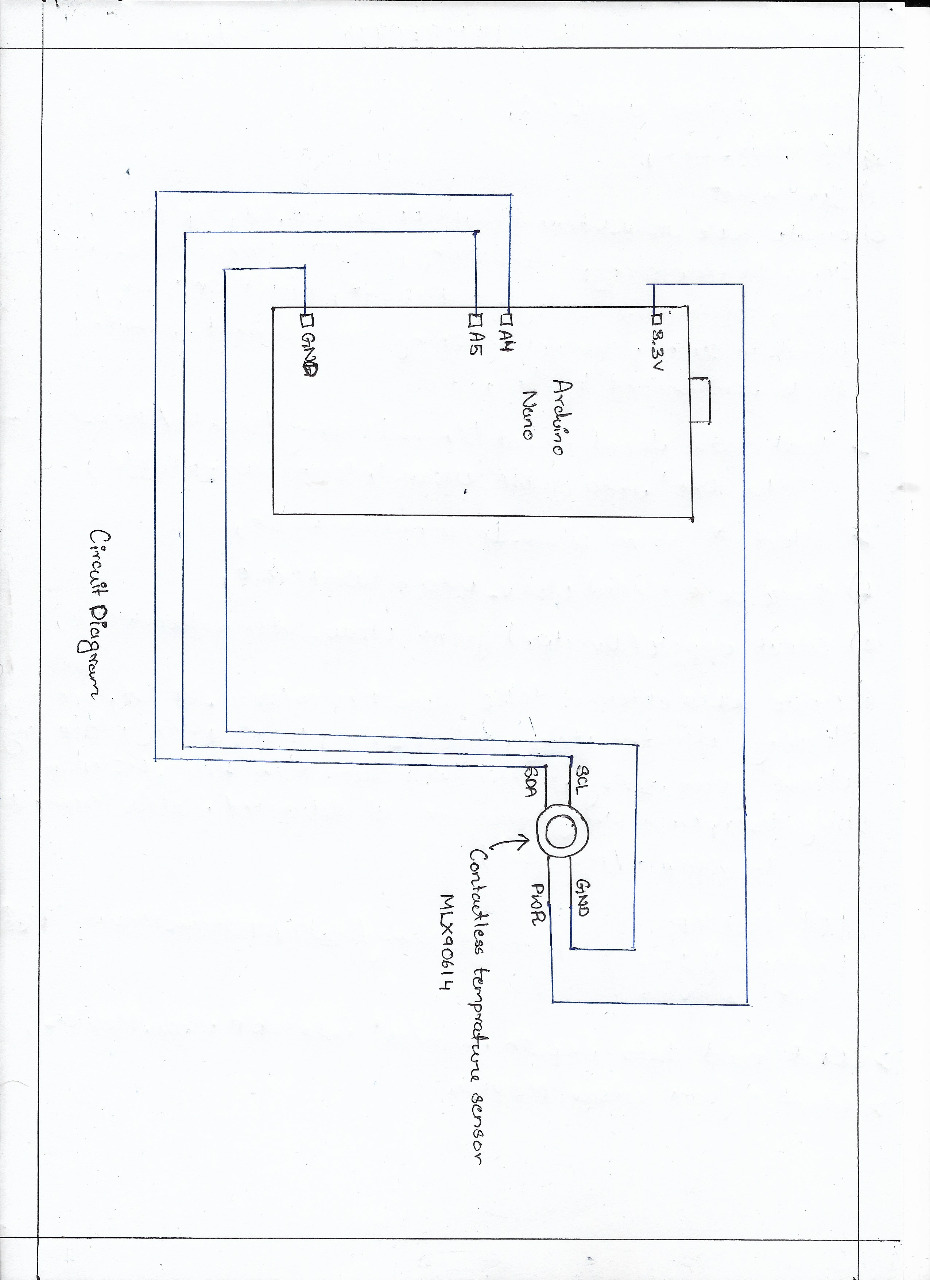 3.3V
A4
A5
GND
Arduino
Nano
SCL
SDA
GND
PWR
Contactless temprature sensor
MLX90614
Circuit Diagram